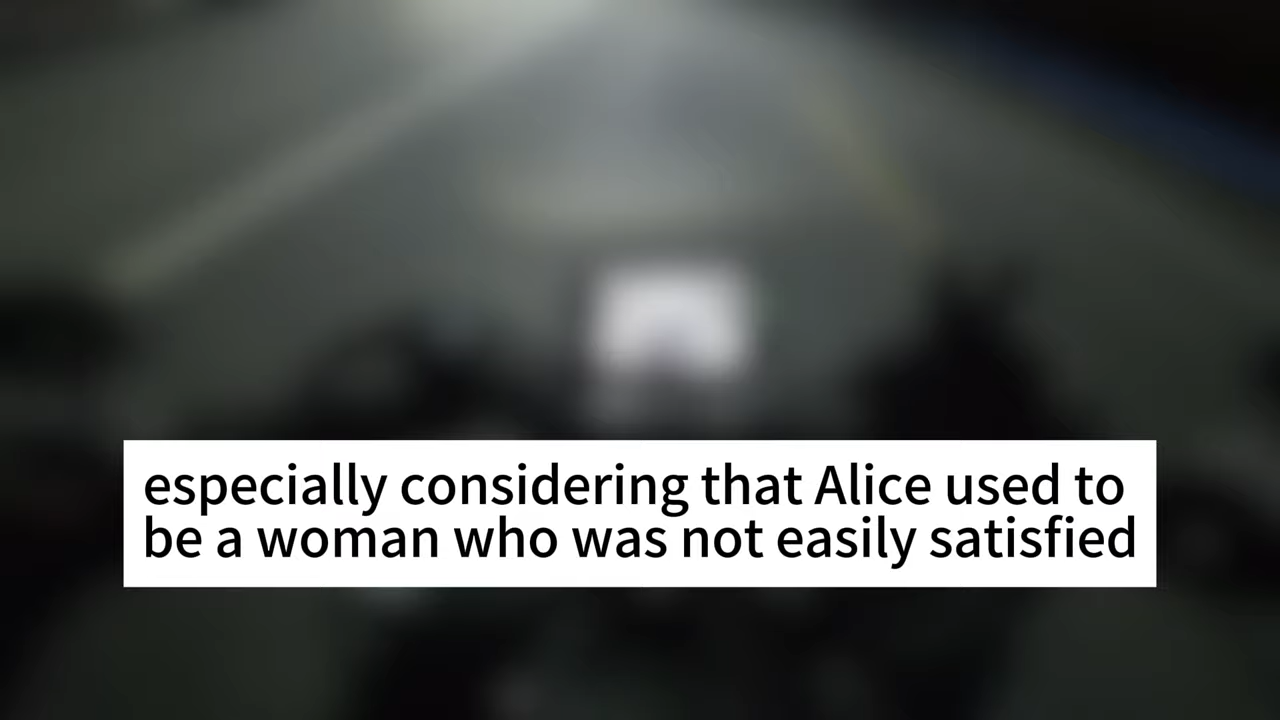 especially considering that Alice used to
be a woman who was not easily satisfied